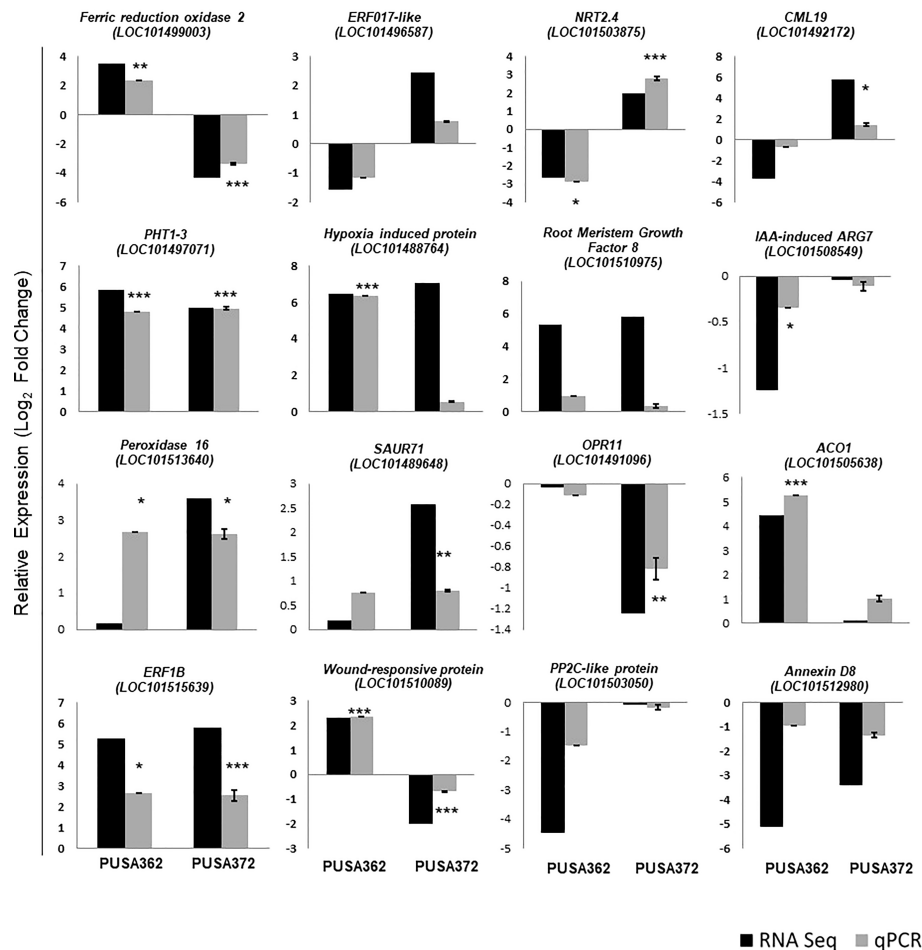 Ferric reduction oxidase 2
(LOC101499003)
4
2
0
-2
-4
-6
**
***
ERF017-like
(LOC101496587)
3
2
1
0
-1
-2
NRT2.4
(LOC101503875)
4
3
2
1
0
-1
-2
-3
-4
***
*
CML19
(LOC101492172)
8
6
4
2
0
-2
-4
-6
*
Relative Expression (Log2 Fold Change)
PHT1-3
(LOC101497071)
7
6
5
4
3
2
1
0
***
***
Hypoxia induced protein
(LOC101488764)
8
6
4
2
0
***
Root Meristem Growth
Factor 8
(LOC101510975)
8
6
4
2
0
IAA-induced ARG7
(LOC101508549)
0
-0.5
-1
-1.5
*
Peroxidase 16
(LOC101513640)
4
3
2
1
0
*
*
SAUR71
(LOC101489648)
3
2.5
2
1.5
1
0.5
0
**
OPR11
(LOC101491096)
0
-0.2
-0.4
-0.6
-0.8
-1
-1.2
-1.4
**
ACO1
(LOC101505638)
6
5
4
3
2
1
0
***
ERF1B
(LOC101515639)
7
6
5
4
3
2
1
0
*
***
PUSA362
PUSA372
Wound-responsive protein
(LOC101510089)
3
2
1
0
-1
-2
-3
***
***
PUSA362
PUSA372
PP2C-like protein
(LOC101503050)
0
-1
-2
-3
-4
-5
PUSA362
PUSA372
Annexin D8
(LOC101512980)
0
-1
-2
-3
-4
-5
-6
PUSA362
PUSA372
RNA Seq
qPCR